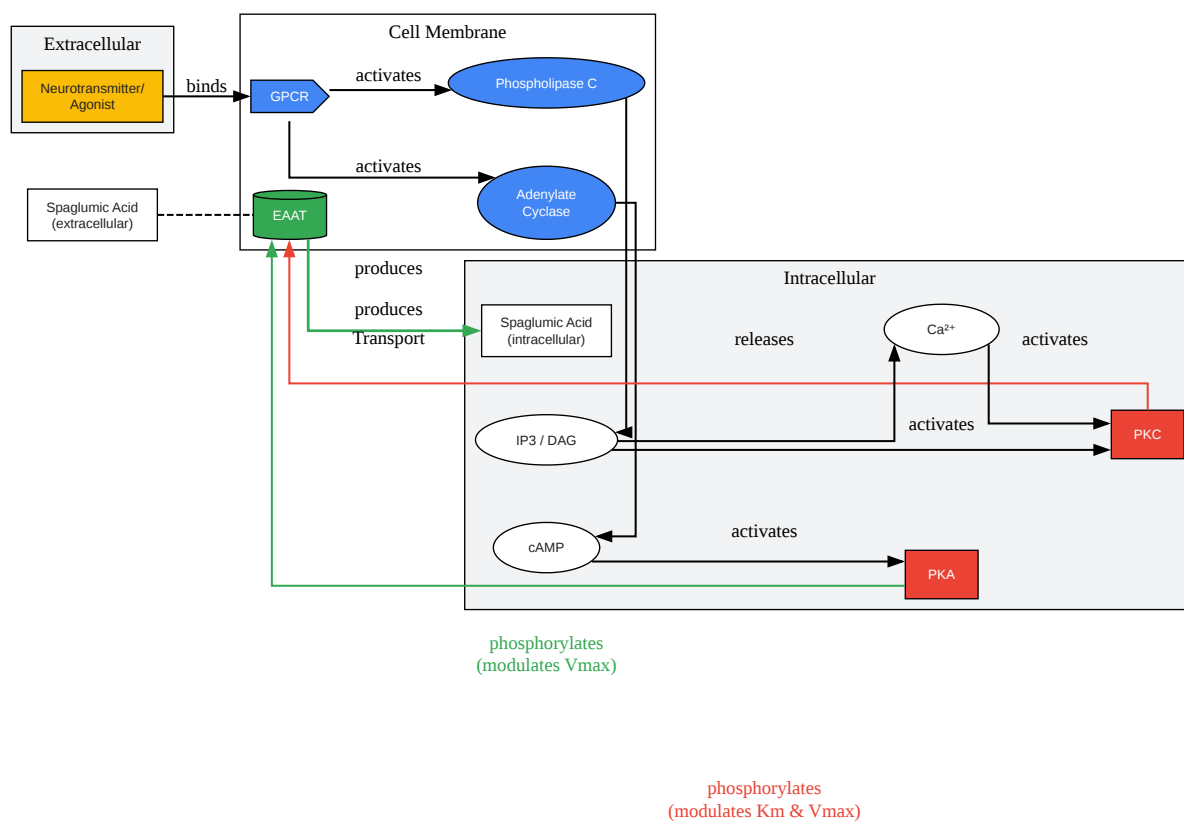 Extracellular
Neurotransmitter/
Agonist
binds
Cell Membrane
GPCR
activates
Phospholipase C
activates
Adenylate
Cyclase
Spaglumic Acid
(extracellular)
EAAT
produces
produces
Transport
Intracellular
Spaglumic Acid
(intracellular)
releases
Ca²⁺
activates
IP3 / DAG
activates
PKC
cAMP
activates
PKA
phosphorylates
(modulates Vmax)
phosphorylates
(modulates Km & Vmax)